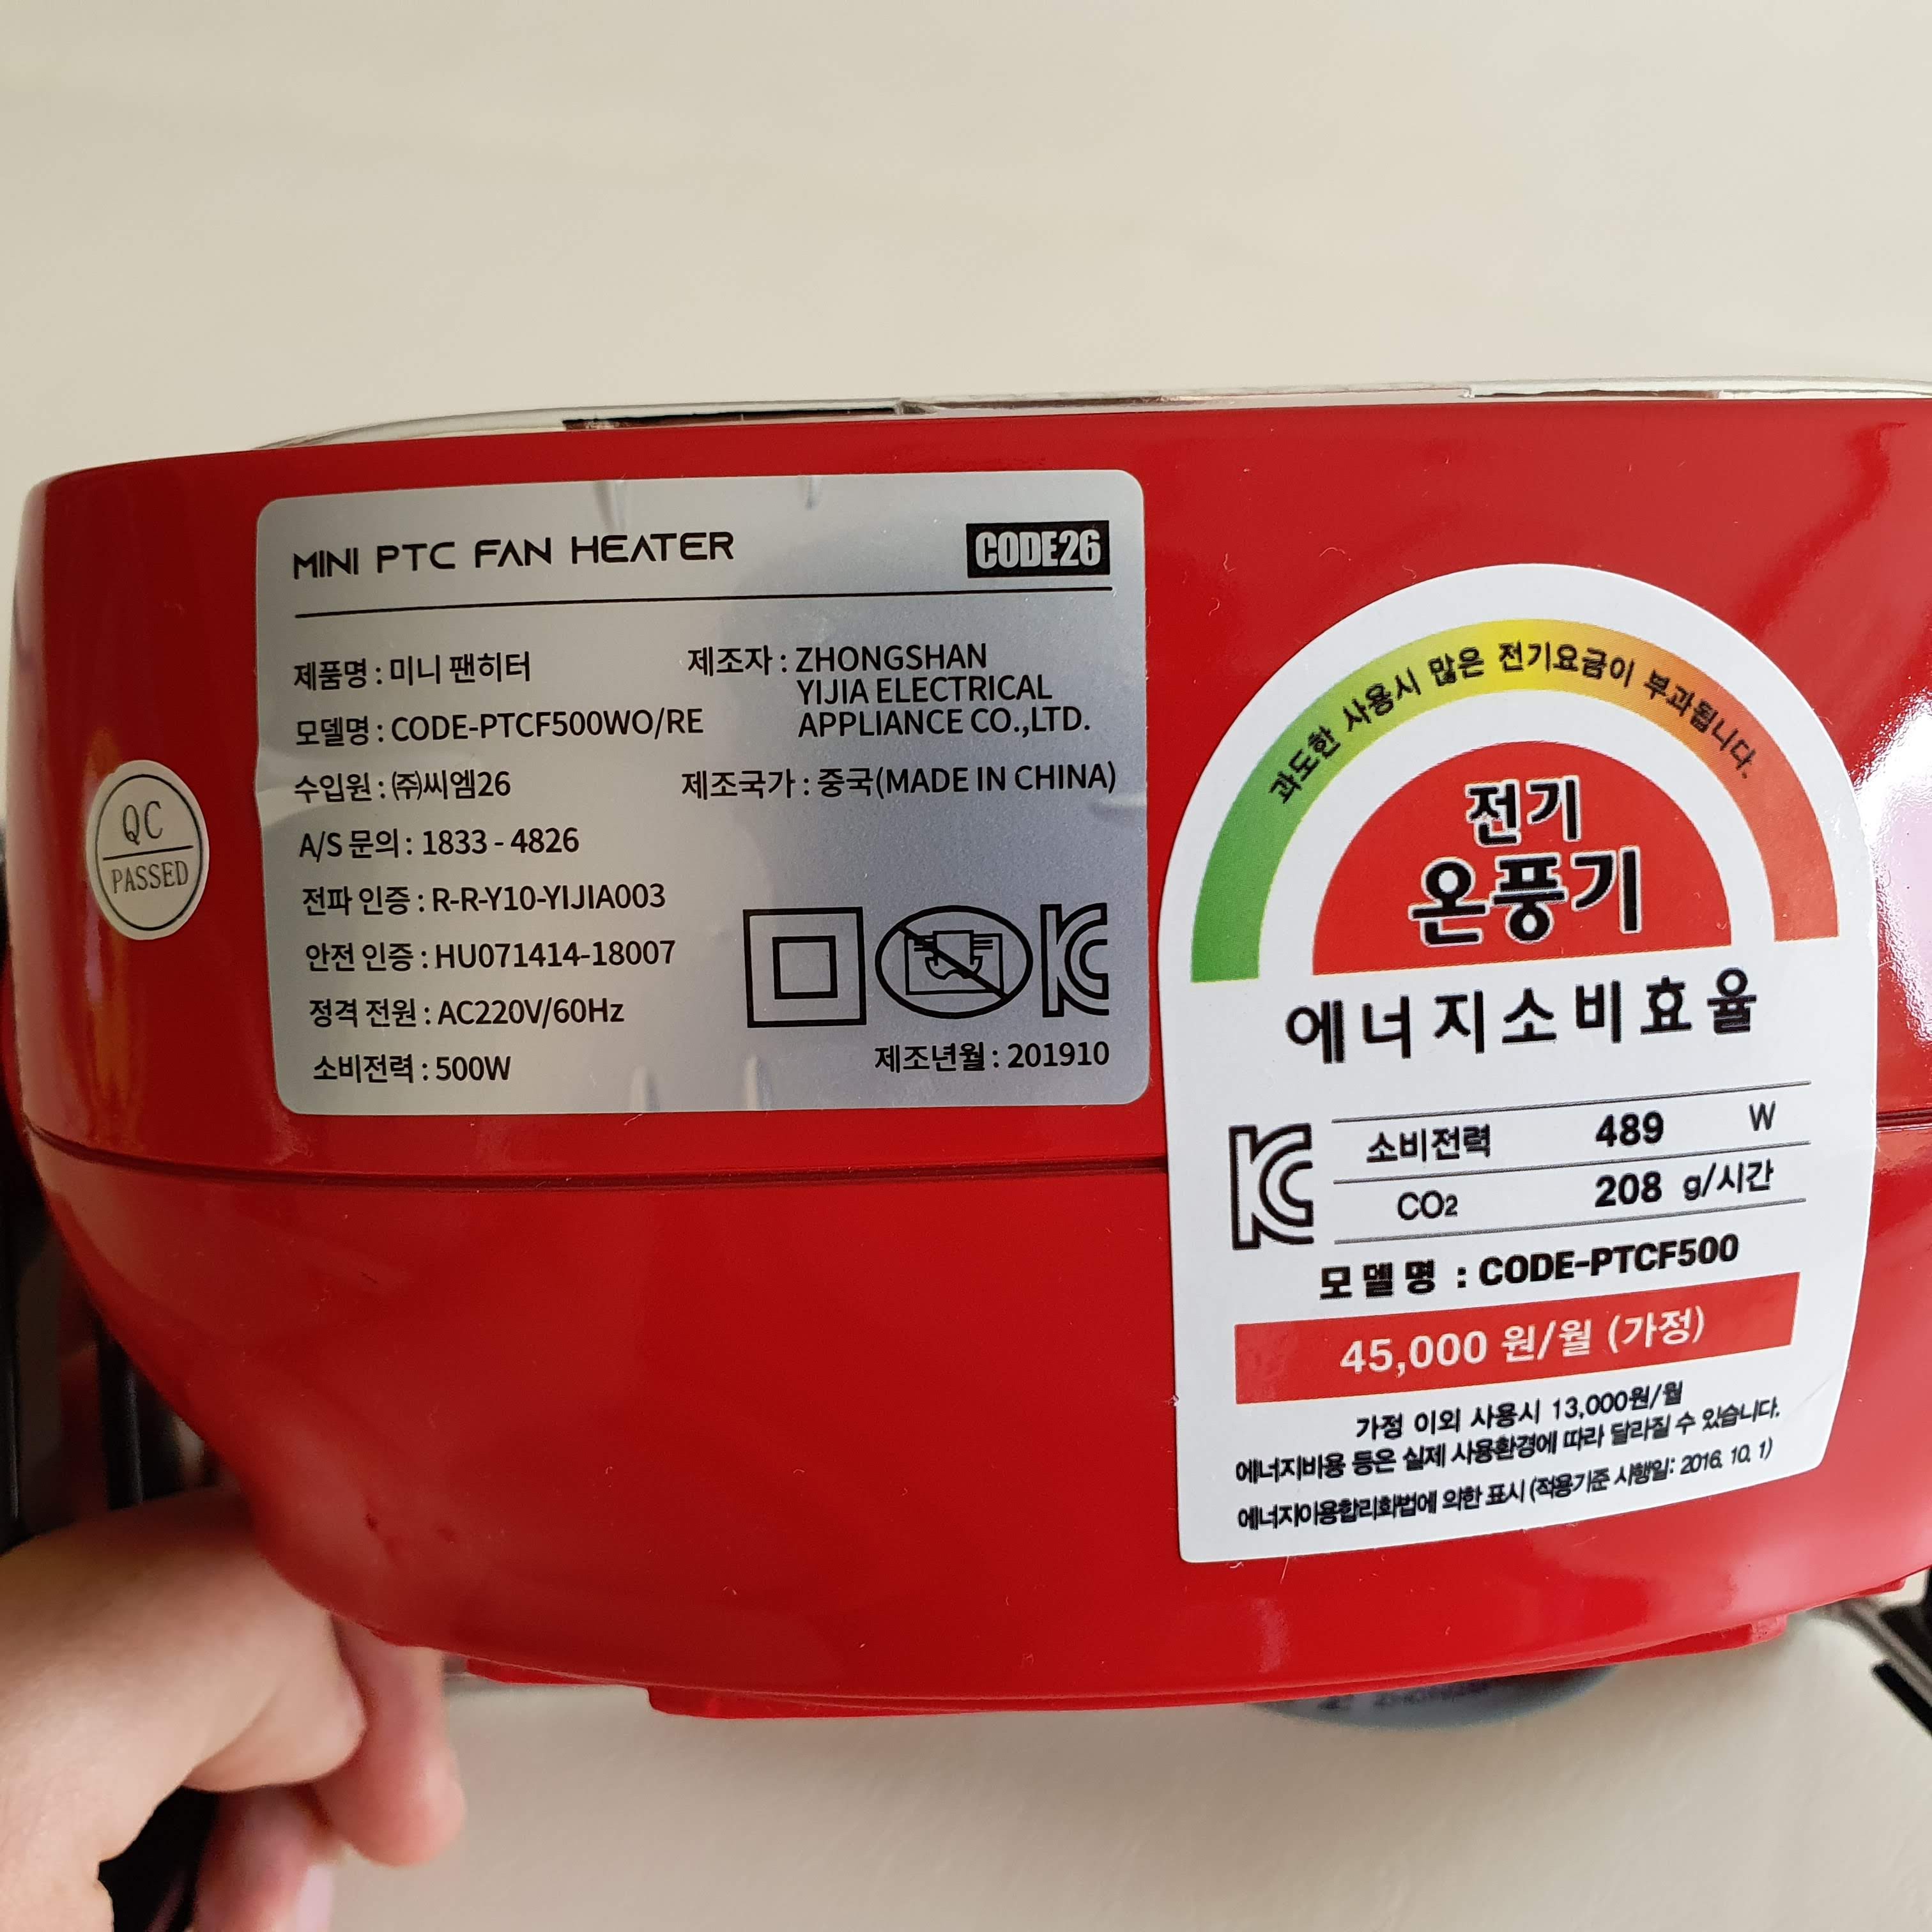 MINI PTC FAN HEATER
CODE26
제품명 : 미니 팬히터
모델명 : CODE-PTCF500WO/RE
수입원 : ㈜씨엠26
A/S 문의 : 1833 - 4826
전파 인증 : R-R-Y10-YIJIA003
안전 인증 : HU071414-18007
정격 전원 : AC220V/60Hz
소비전력 : 500W
제조자 : ZHONGSHAN
YIJIA ELECTRICAL
APPLIANCE CO.,LTD.
제조국가 : 중국(MADE IN CHINA)
제조년월 : 201910
QC
PASSED
과도한 사용시 많은 전기요금이 부과됩니다.
전기
온풍기
에너지소비효율
소비전력 489 W
CO2 208 g/시간
모델명 : CODE-PTCF500
45,000 원/월 (가정)
가정 이외 사용시 13,000원/월
에너지비용 등은 실제 사용환경에 따라 달라질 수 있습니다.
에너지이용합리화법에 의한 표시 (적용기준 시행일: 2016. 10. 1)